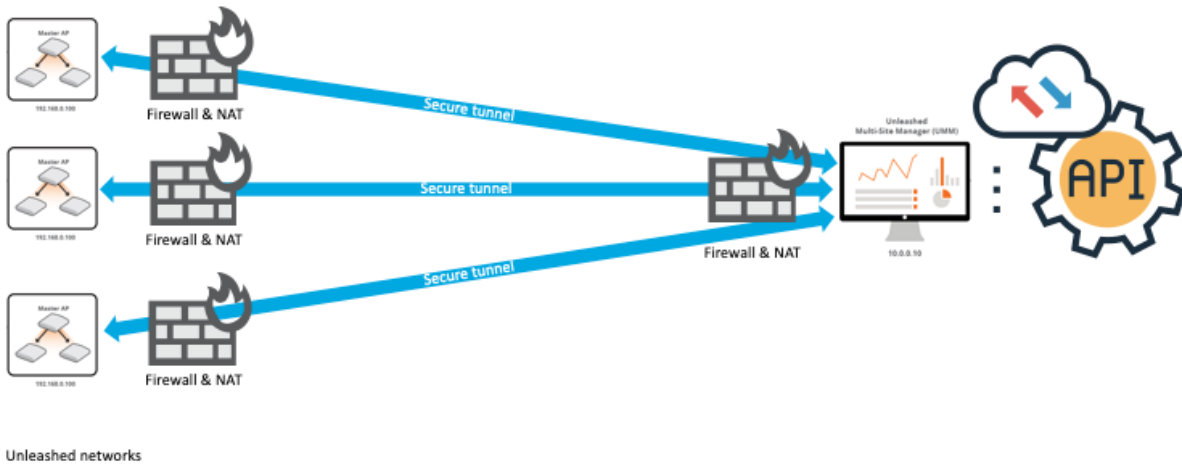 Master AP
192.168.0.100
Firewall & NAT
Secure tunnel
Master AP
192.168.0.100
Firewall & NAT
Secure tunnel
Master AP
192.168.0.100
Firewall & NAT
Secure tunnel
Firewall & NAT
Unleashed
Multi-Site Manager (UMM)
10.0.0.10
API
Unleashed networks